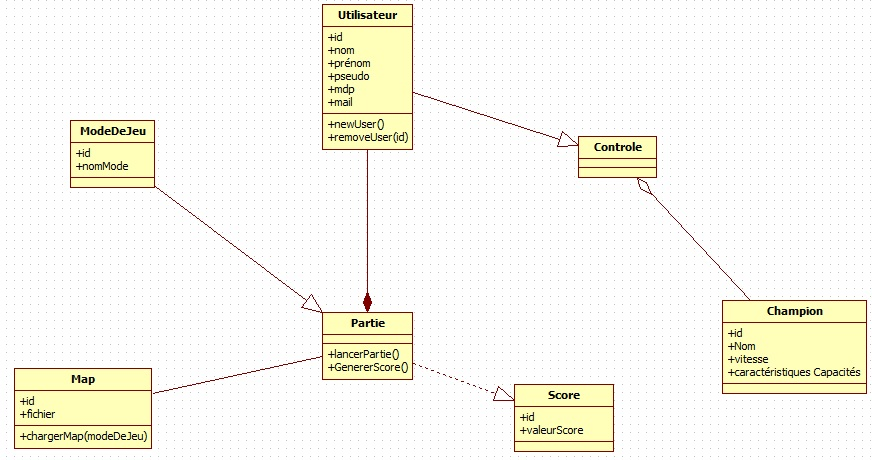 Utilisateur
+id
+nom
+prénom
+pseudo
+mdp
+mail
+newUser()
+removeUser(id)
ModeDeJeu
+id
+nomMode
Controle
Partie
+lancerPartie()
+GenererScore()
Champion
+id
+Nom
+vitesse
+caractéristiques Capacités
Map
+id
+fichier
+chargerMap(modeDeJeu)
Score
+id
+valeurScore